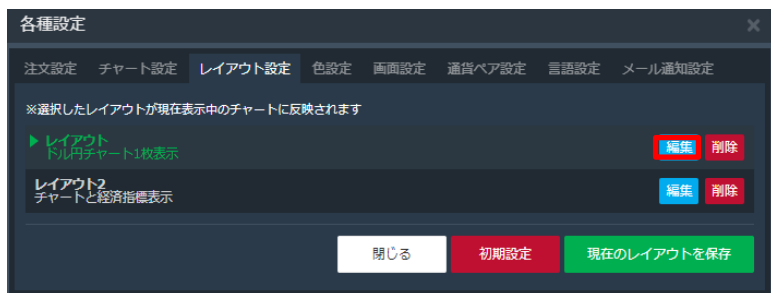 各種設定 ×
注文設定 チャート設定 レイアウト設定 色設定 画面設定 通貨ペア設定 言語設定 メール通知設定
※選択したレイアウトが現在表示中のチャートに反映されます
▶ レイアウト
ドル円チャート1枚表示
編集 削除
レイアウト2
チャートと経済指標表示
編集 削除
閉じる 初期設定 現在のレイアウトを保存